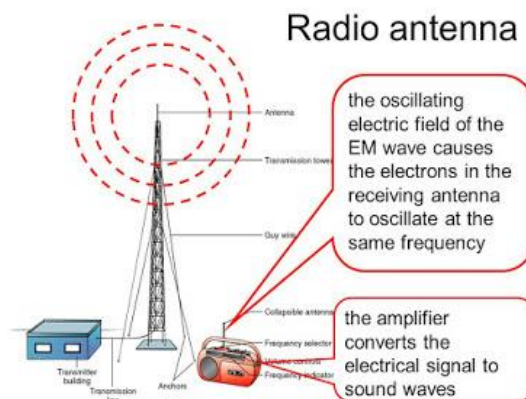 Radio antenna
Antenna
Transmission tower
Guy wire
the oscillating
electric field of the
EM wave causes
the electrons in the
receiving antenna
to oscillate at the
same frequency
Collapsible antenna
Frequency selector
Volume controls
Frequency indicator
the amplifier
converts the
electrical signal to
sound waves
Transmitter
building
Transmission
Anchors